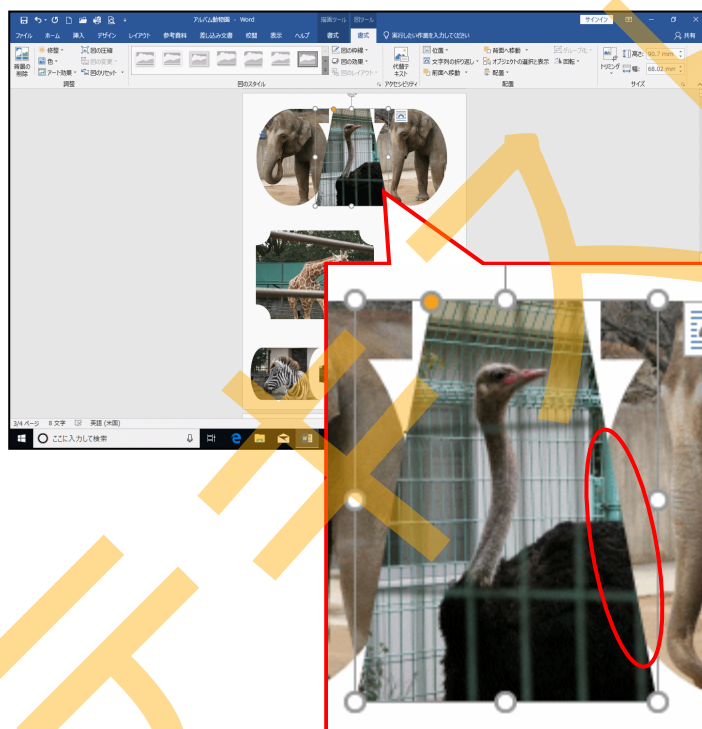 アルバム動物園 - Word
描画ツール 図ツール
サインイン
ファイル ホーム 挿入 デザイン レイアウト 参考資料 差し込み文書 校閲 表示 ヘルプ 書式 書式 実行したい作業を入力してください 共有
背景の
削除
修整
色
アート効果
図の圧縮
図の変更
図のリセット
調整
図のスタイル
図の枠線
図の効果
図のレイアウト
代替テ
キスト
アクセシビリティ
位置
文字列の折り返し
前面へ移動
背面へ移動
オブジェクトの選択と表示
配置
グループ化
回転
配置
トリミング
高さ: 90.7 mm
幅: 68.02 mm
サイズ
3/4 ページ 8 文字 英語 (米国)
ここに入力して検索